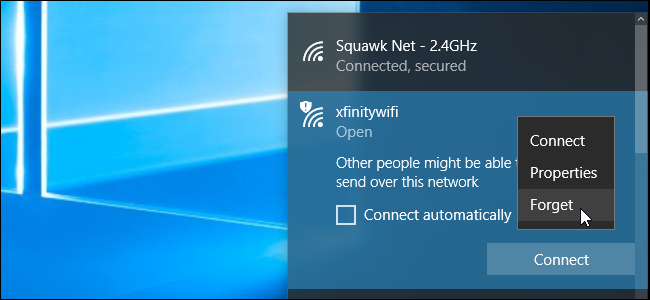 Squawk Net - 2.4GHz
Connected, secured
xfinitywifi
Open
Other people might be able
send over this network
Connect automatically
Connect
Properties
Forget
Connect